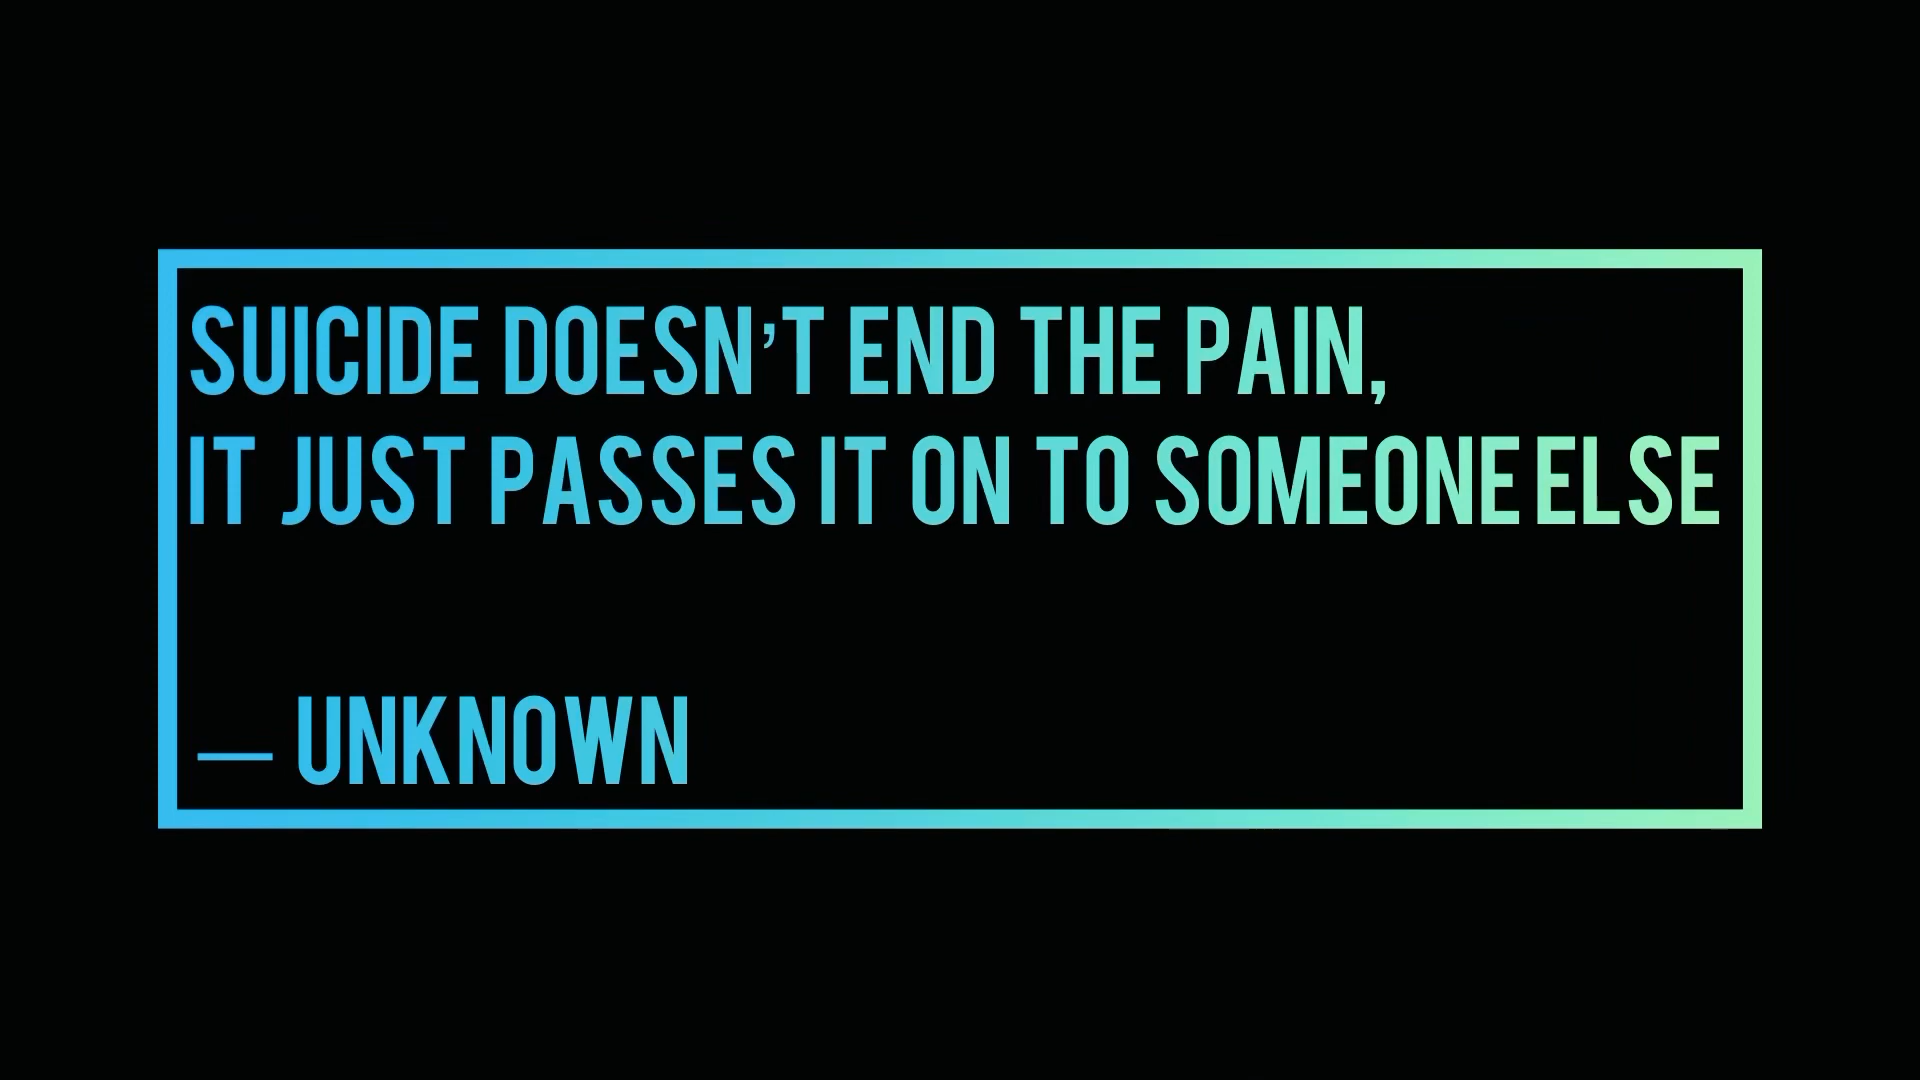 SUICIDE DOESN’T END THE PAIN,
IT JUST PASSES IT ON TO SOMEONE ELSE
— UNKNOWN